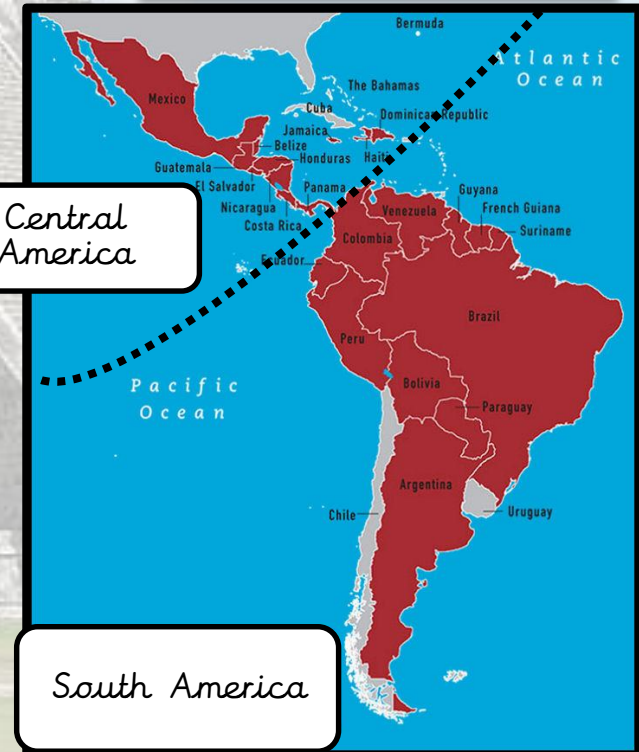 Bermuda
Atlantic
Ocean
The Bahamas
Mexico
Cuba
Dominican Republic
Jamaica
Belize
Haiti
Honduras
Guatemala
El Salvador
Panama
Guyana
Nicaragua
Venezuela
French Guiana
Costa Rica
Suriname
Central
America
Colombia
Ecuador
Brazil
Peru
Pacific
Ocean
Bolivia
Paraguay
Argentina
Chile
Uruguay
South America